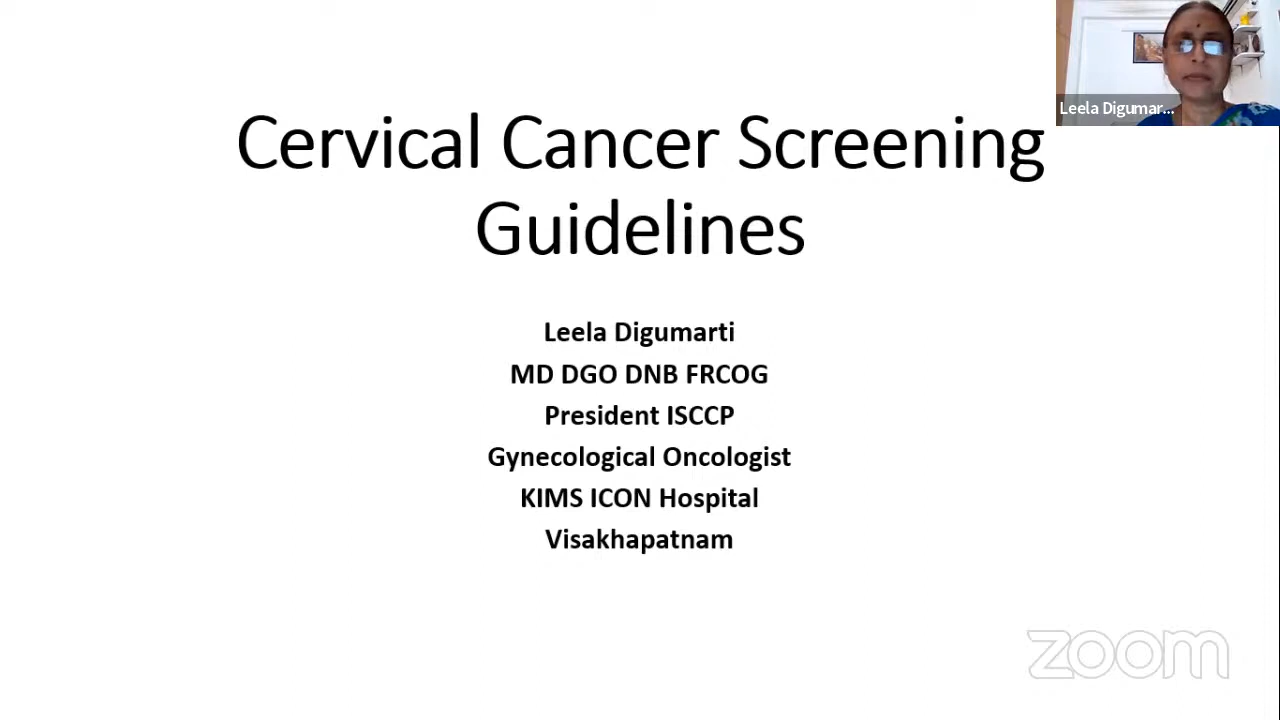 Cervical Cancer Screening
Guidelines
Leela Digumarti
MD DGO DNB FRCOG
President ISCCP
Gynecological Oncologist
KIMS ICON Hospital
Visakhapatnam
Leela Digumar...
zoom